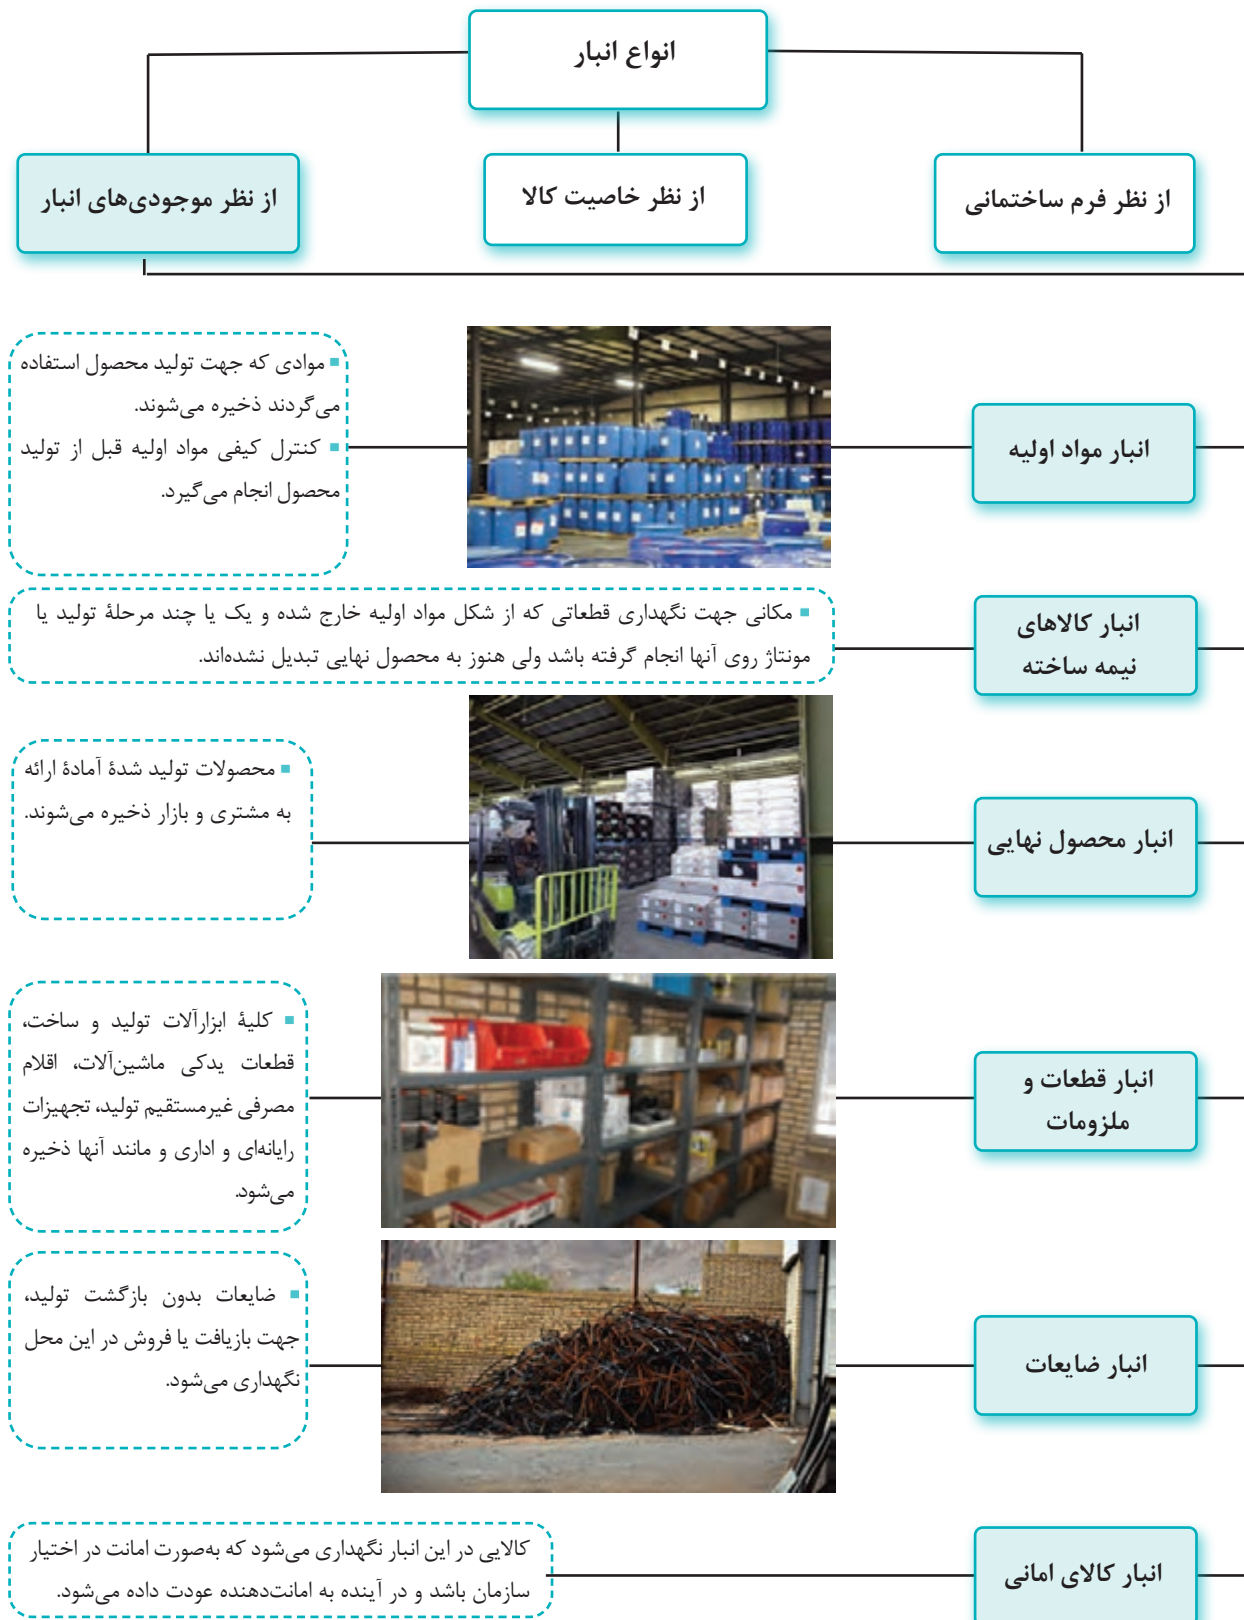 انواع انبار
از نظر فرم ساختمانی
از نظر خاصیت کالا
از نظر موجودی‌های انبار
انبار مواد اولیه
▪ موادی که جهت تولید محصول استفاده
می‌گردند ذخیره می‌شوند.
▪ کنترل کیفی مواد اولیه قبل از تولید
محصول انجام می‌گیرد.
انبار کالاهای
نیمه ساخته
▪ مکانی جهت نگهداری قطعاتی که از شکل مواد اولیه خارج شده و یک یا چند مرحلهٔ تولید یا
مونتاژ روی آنها انجام گرفته باشد ولی هنوز به محصول نهایی تبدیل نشده‌اند.
انبار محصول نهایی
▪ محصولات تولید شدهٔ آمادهٔ ارائه
به مشتری و بازار ذخیره می‌شوند.
انبار قطعات و
ملزومات
▪ کلیهٔ ابزارآلات تولید و ساخت،
قطعات یدکی ماشین‌آلات، اقلام
مصرفی غیرمستقیم تولید، تجهیزات
رایانه‌ای و اداری و مانند آنها ذخیره
می‌شود.
انبار ضایعات
▪ ضایعات بدون بازگشت تولید،
جهت بازیافت یا فروش در این محل
نگهداری می‌شود.
انبار کالای امانی
کالایی در این انبار نگهداری می‌شود که به‌صورت امانت در اختیار
سازمان باشد و در آینده به امانت‌دهنده عودت داده می‌شود.